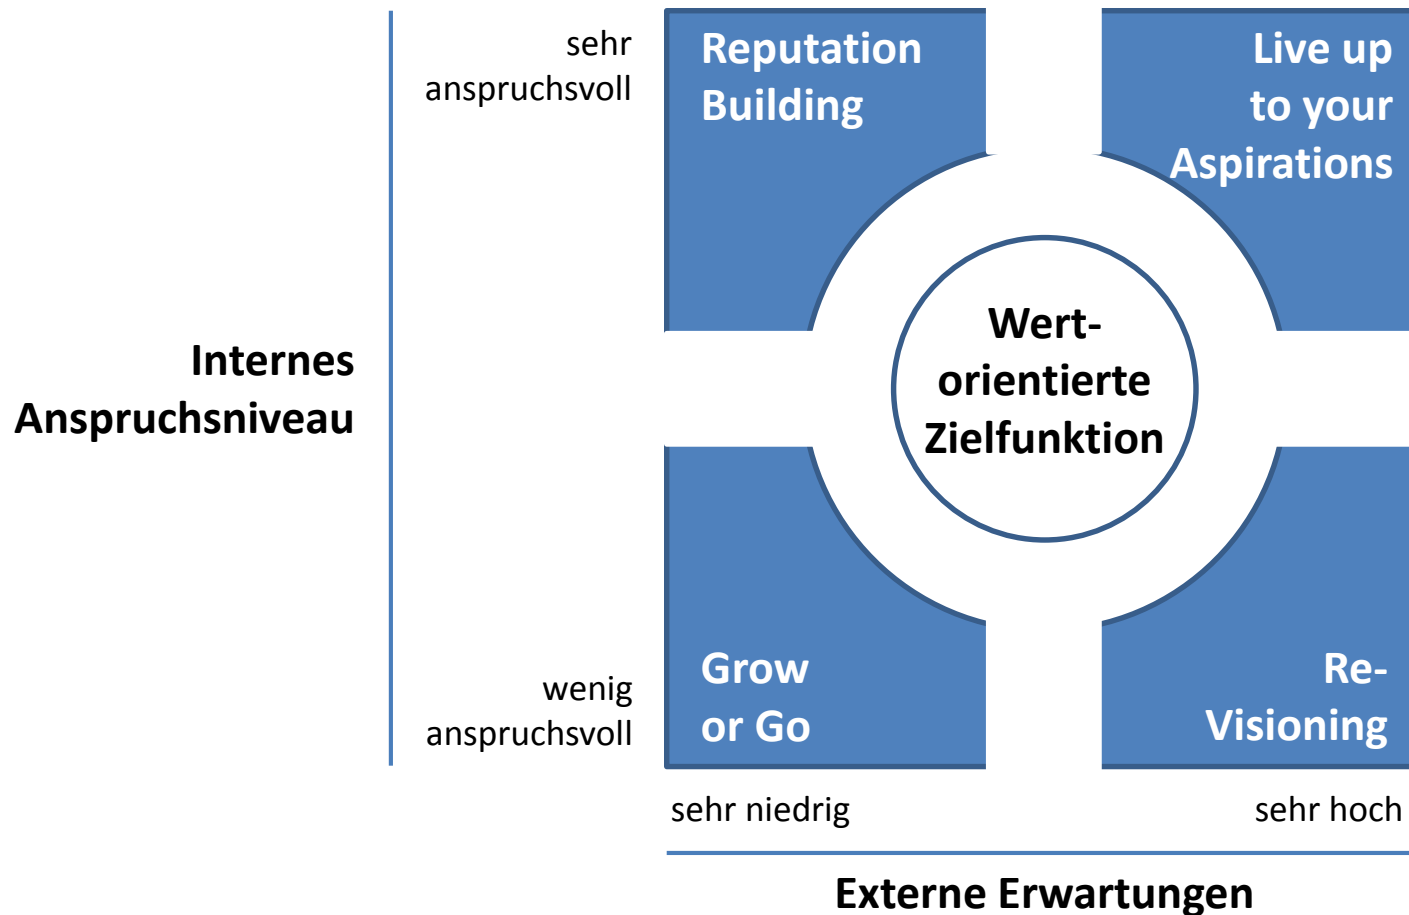 sehr
anspruchsvoll
Reputation
Building
Live up
to your
Aspirations
Internes
Anspruchsniveau
Wert-
orientierte
Zielfunktion
wenig
anspruchsvoll
Grow
or Go
Re-
Visioning
sehr niedrig
sehr hoch
Externe Erwartungen